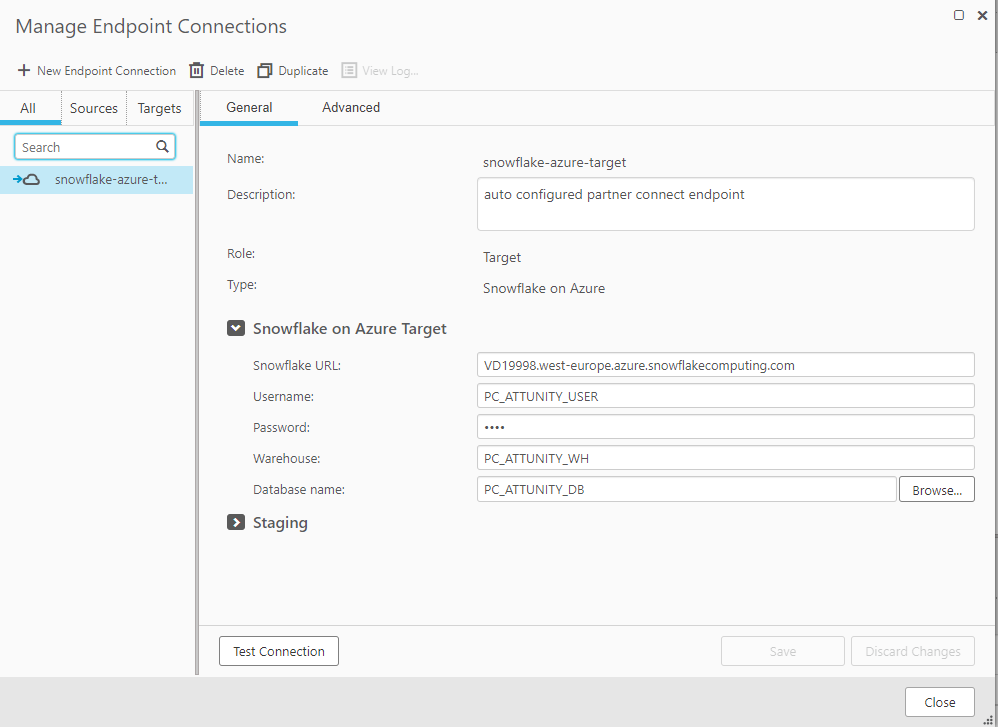 Manage Endpoint Connections
New Endpoint Connection Delete Duplicate View Log...
All Sources Targets General Advanced
Search
snowflake-azure-t...
Name: snowflake-azure-target
Description: auto configured partner connect endpoint
Role: Target
Type: Snowflake on Azure
Snowflake on Azure Target
Snowflake URL: VD19998.west-europe.azure.snowflakecomputing.com
Username: PC_ATTUNITY_USER
Password: ••••
Warehouse: PC_ATTUNITY_WH
Database name: PC_ATTUNITY_DB Browse...
Staging
Test Connection Save Discard Changes
Close